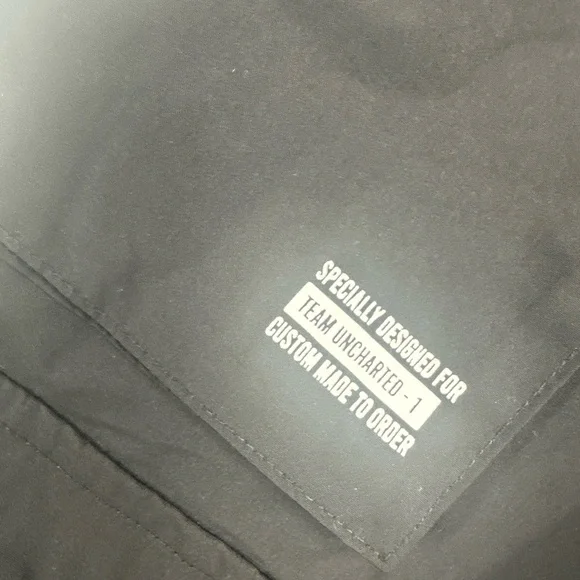 SPECIALLY DESIGNED FOR
TEAM UNCHARTED - 1
CUSTOM MADE TO ORDER